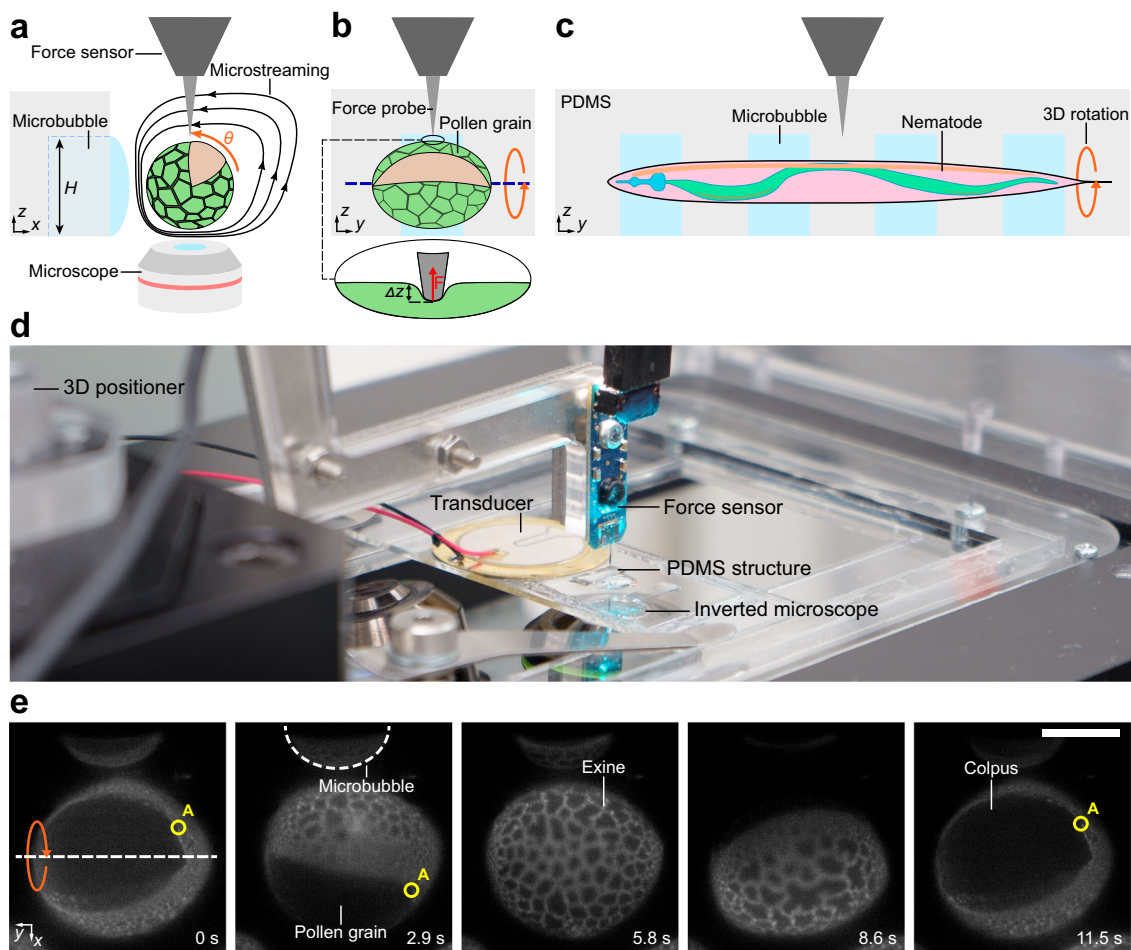 a
Force sensor
Microstreaming
Microbubble
θ
H
z
x
Microscope
b
Force probe
Pollen grain
z
y
F
Δz
c
PDMS
Microbubble
Nematode
3D rotation
z
y
d
3D positioner
Transducer
Force sensor
PDMS structure
Inverted microscope
e
A
y
x
0 s
Microbubble
A
Pollen grain
2.9 s
Exine
5.8 s
8.6 s
Colpus
A
11.5 s